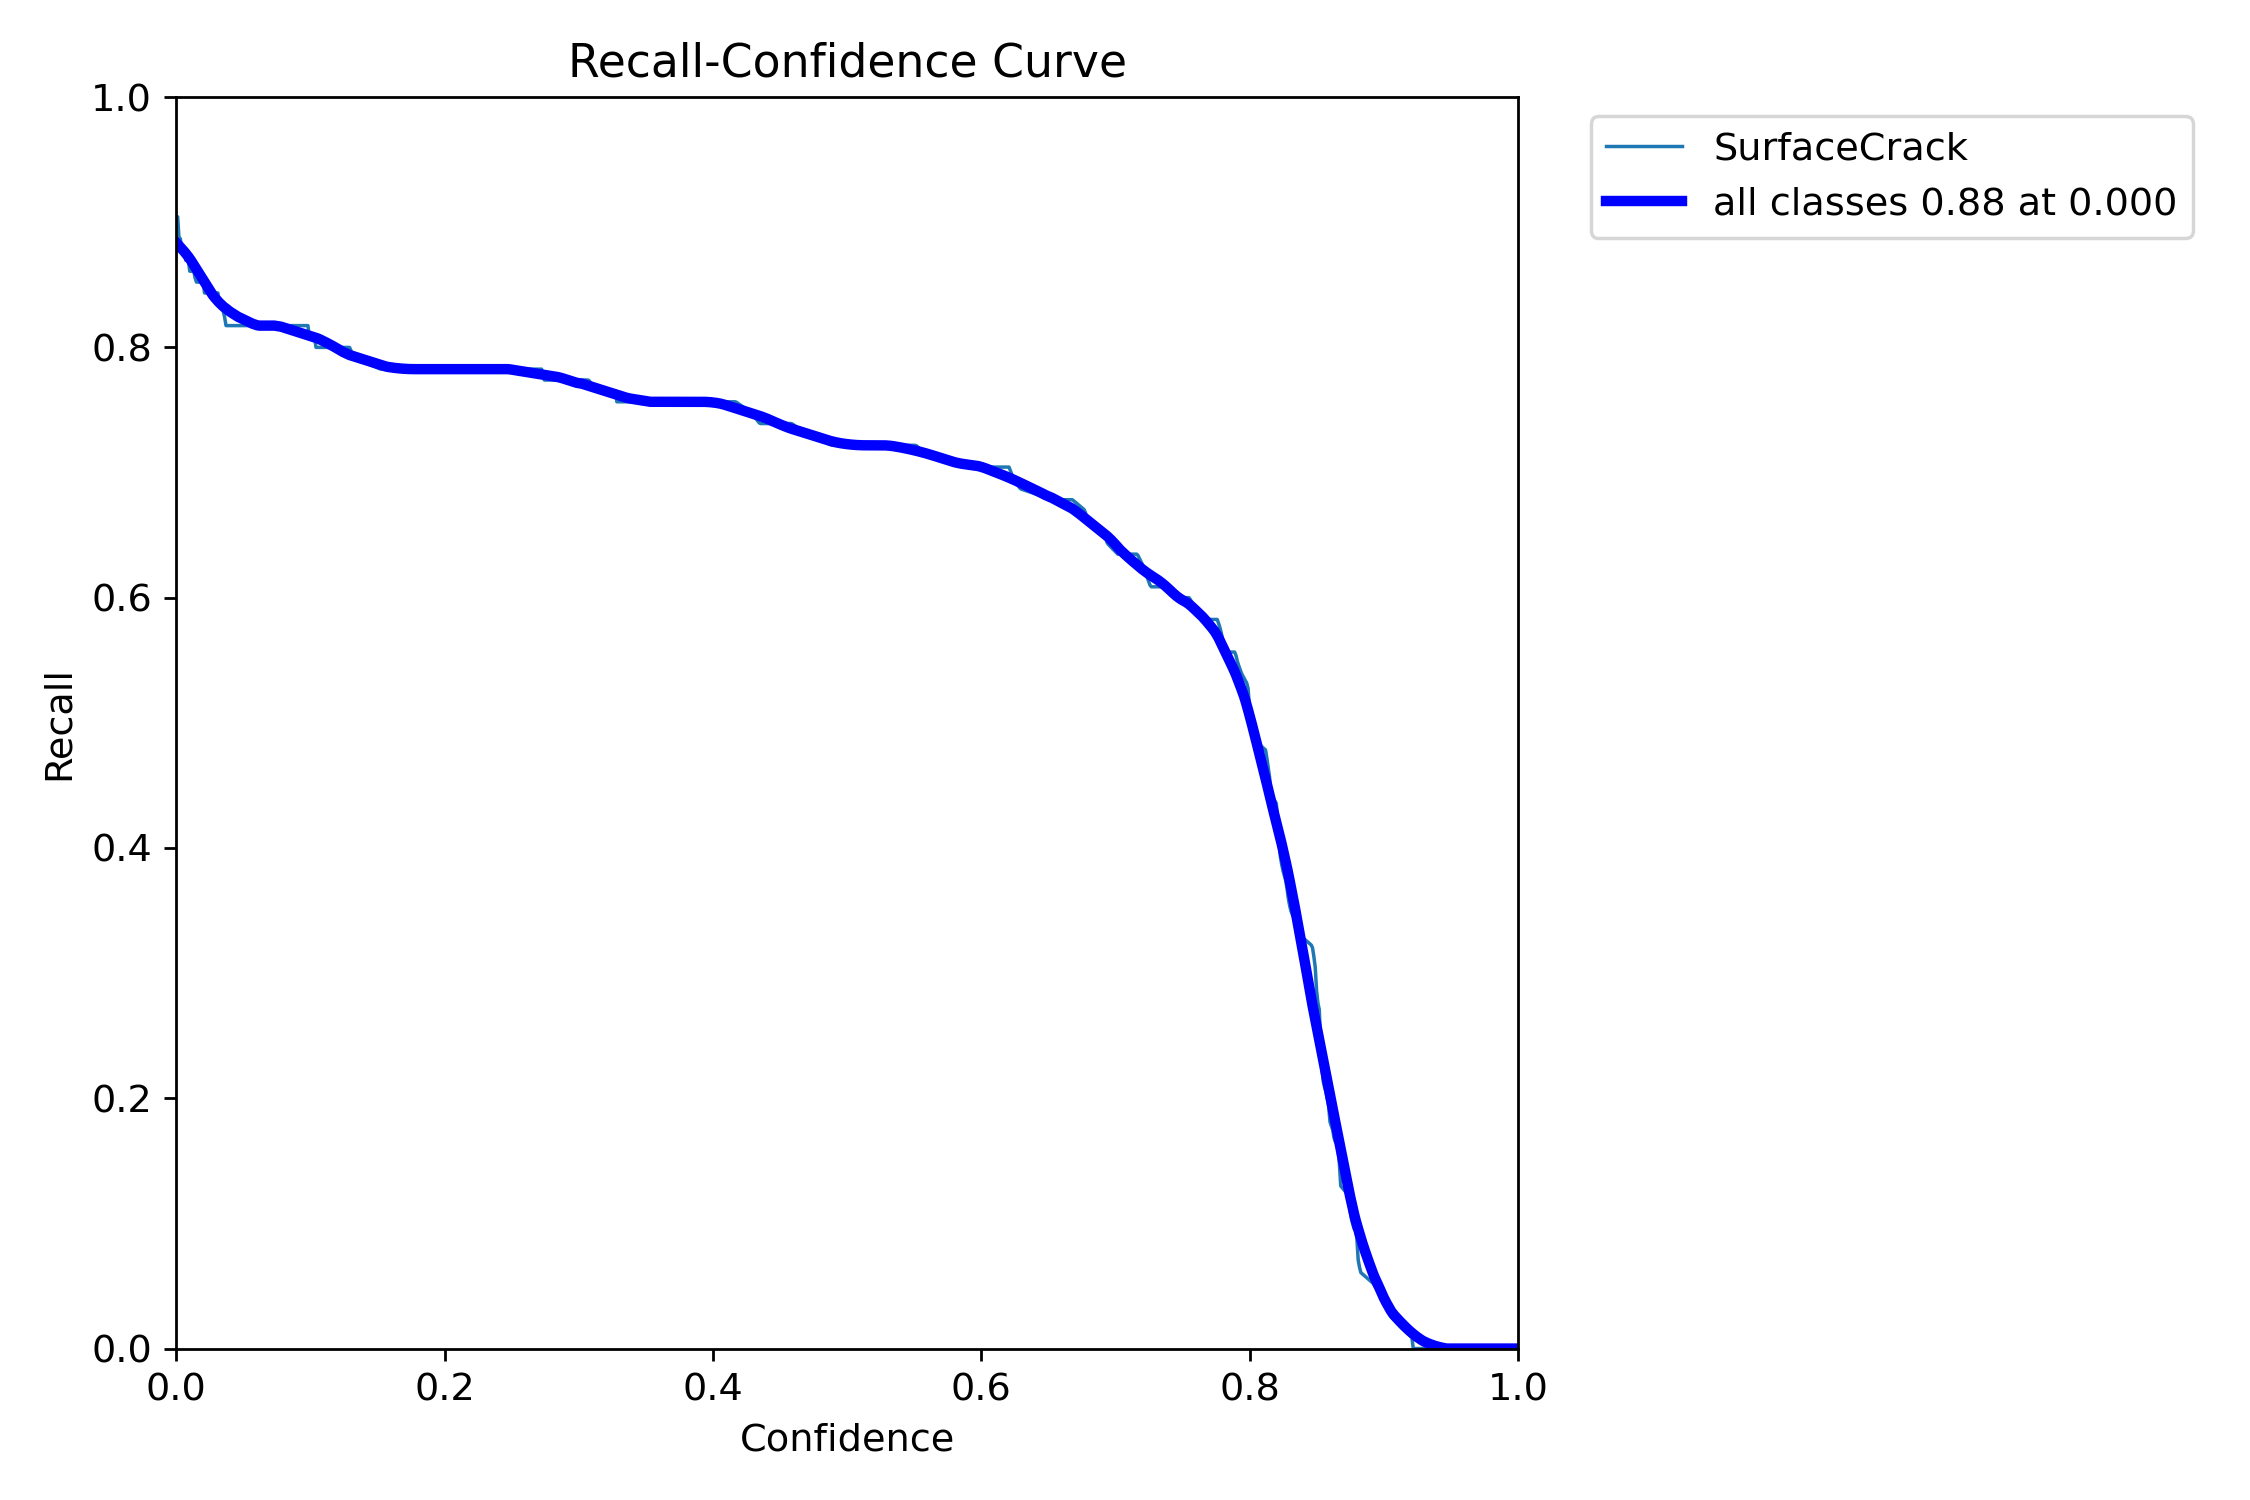 Recall-Confidence Curve
1.0
0.8
0.6
0.4
0.2
0.0
Recall
0.0 0.2 0.4 0.6 0.8 1.0
Confidence
SurfaceCrack
all classes 0.88 at 0.000